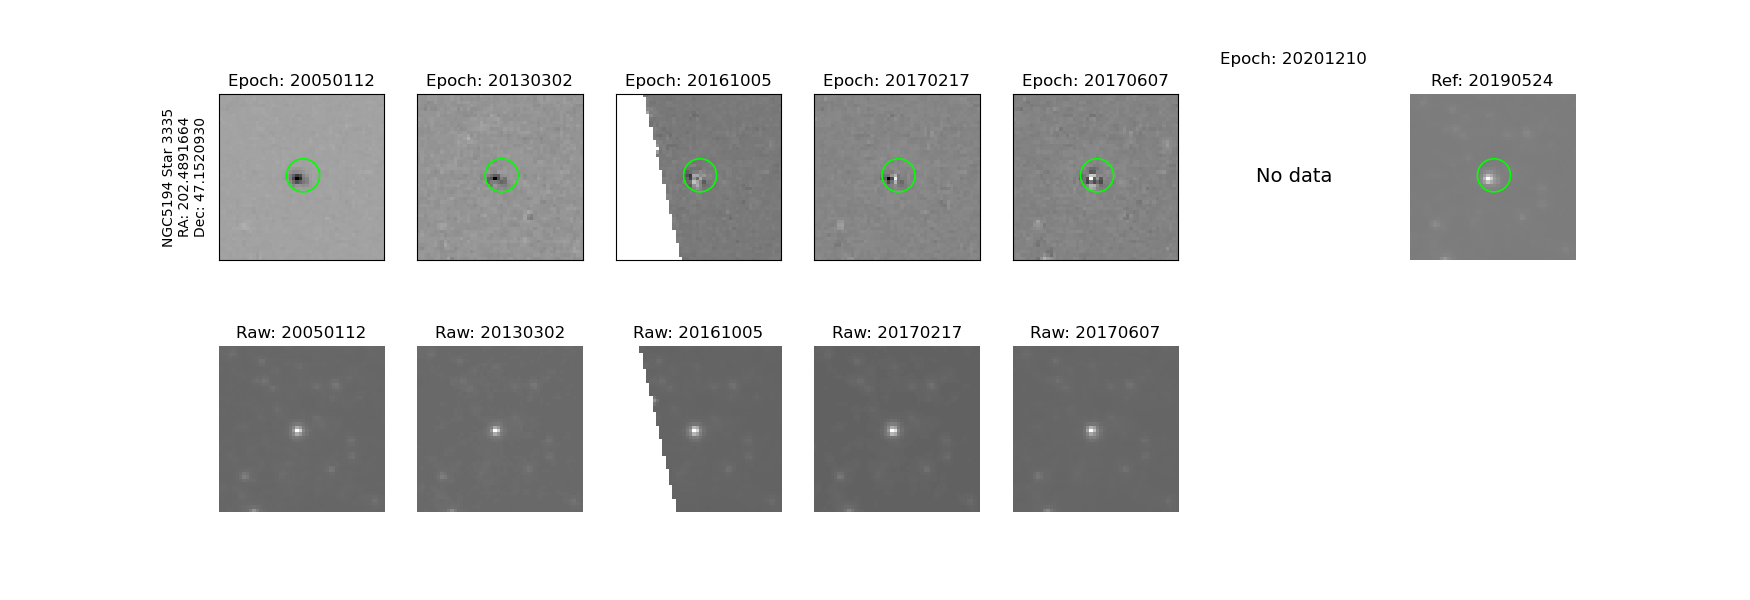 Epoch: 20050112
Epoch: 20130302
Epoch: 20161005
Epoch: 20170217
Epoch: 20170607
Epoch: 20201210
Ref: 20190524
NGC5194 Star 3335
RA: 202.4891664
Dec: 47.1520930
No data
Raw: 20050112
Raw: 20130302
Raw: 20161005
Raw: 20170217
Raw: 20170607